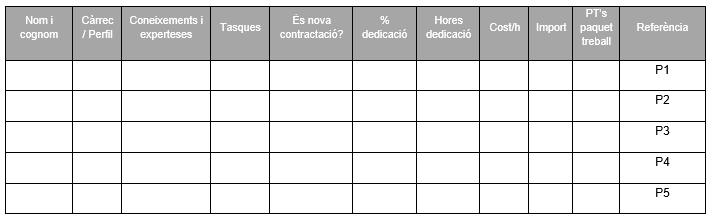 Nom i cognom Càrrec / Perfil Coneixements i experteses Tasques És nova contractació? % dedicació Hores dedicació Cost/h Import PT's paquet treball Referència
P1
P2
P3
P4
P5